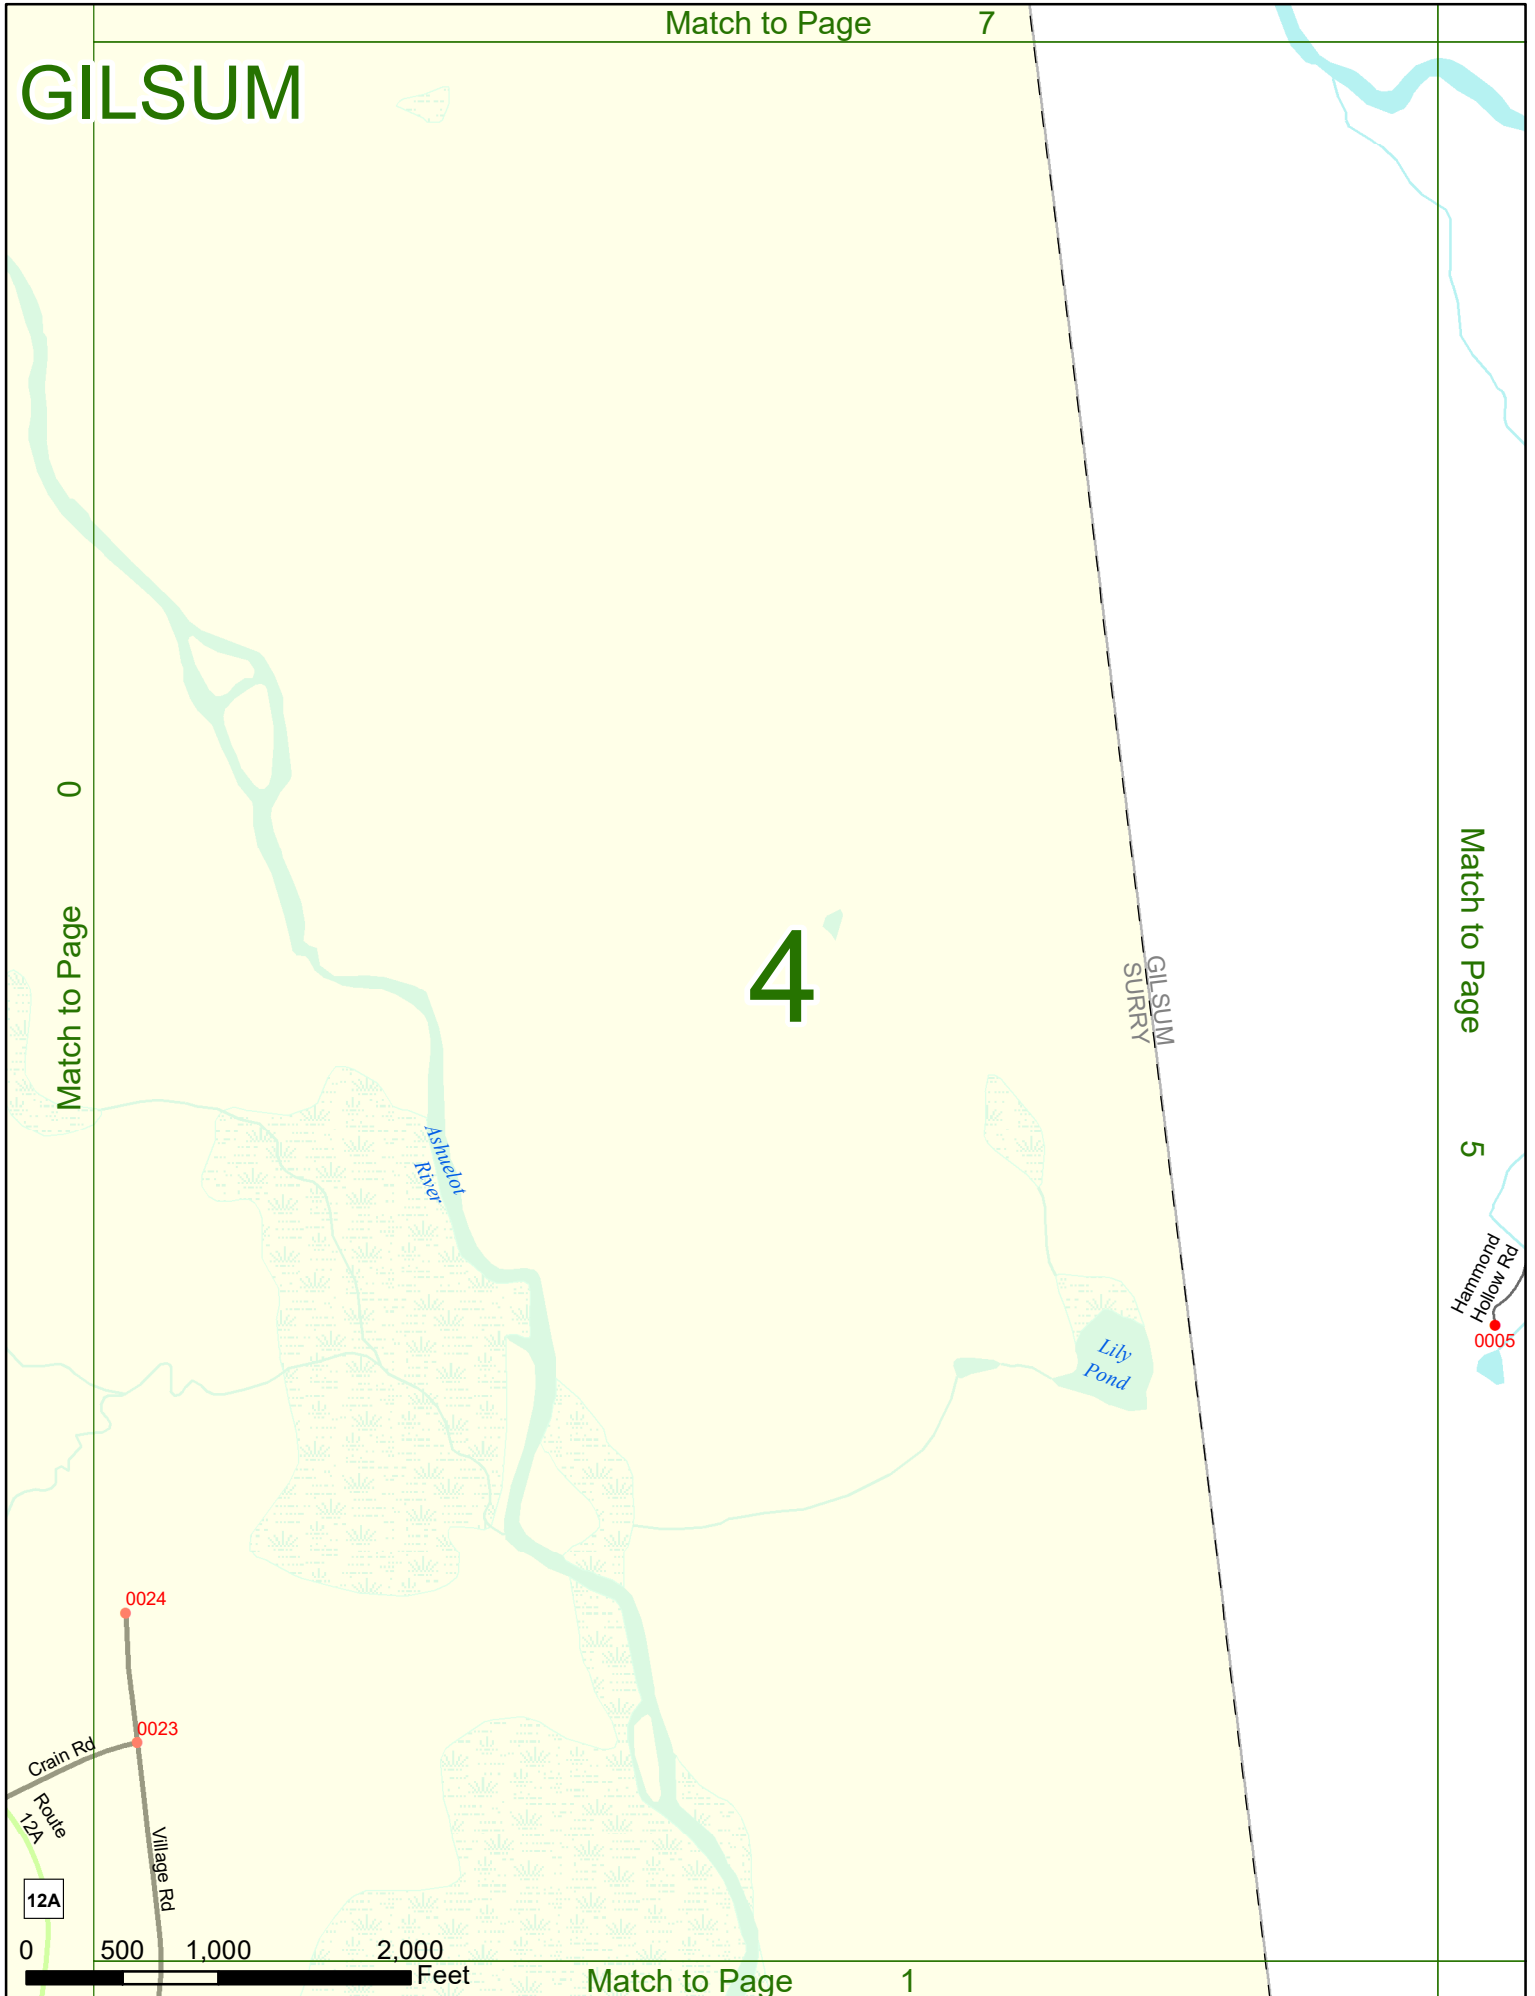 Match to Page 7
GILSUM
Match to Page 0
4
GILSUM
SURRY
Match to Page 5
Ashuelot
River
Hammond
Hollow Rd
0005
Lily
Pond
0024
0023
Crain Rd
Route
12A
Village Rd
12A
0 500 1,000 2,000
Feet
Match to Page 1